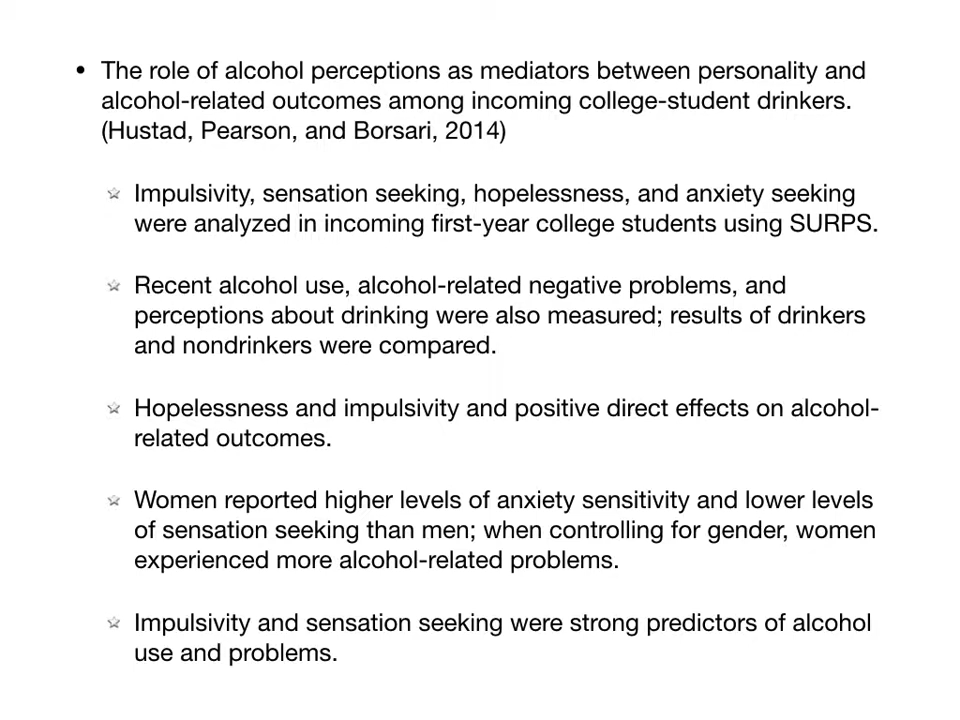 • The role of alcohol perceptions as mediators between personality and
alcohol-related outcomes among incoming college-student drinkers.
(Hustad, Pearson, and Borsari, 2014)
☆ Impulsivity, sensation seeking, hopelessness, and anxiety seeking
were analyzed in incoming first-year college students using SURPS.
☆ Recent alcohol use, alcohol-related negative problems, and
perceptions about drinking were also measured; results of drinkers
and nondrinkers were compared.
☆ Hopelessness and impulsivity and positive direct effects on alcohol-
related outcomes.
☆ Women reported higher levels of anxiety sensitivity and lower levels
of sensation seeking than men; when controlling for gender, women
experienced more alcohol-related problems.
☆ Impulsivity and sensation seeking were strong predictors of alcohol
use and problems.